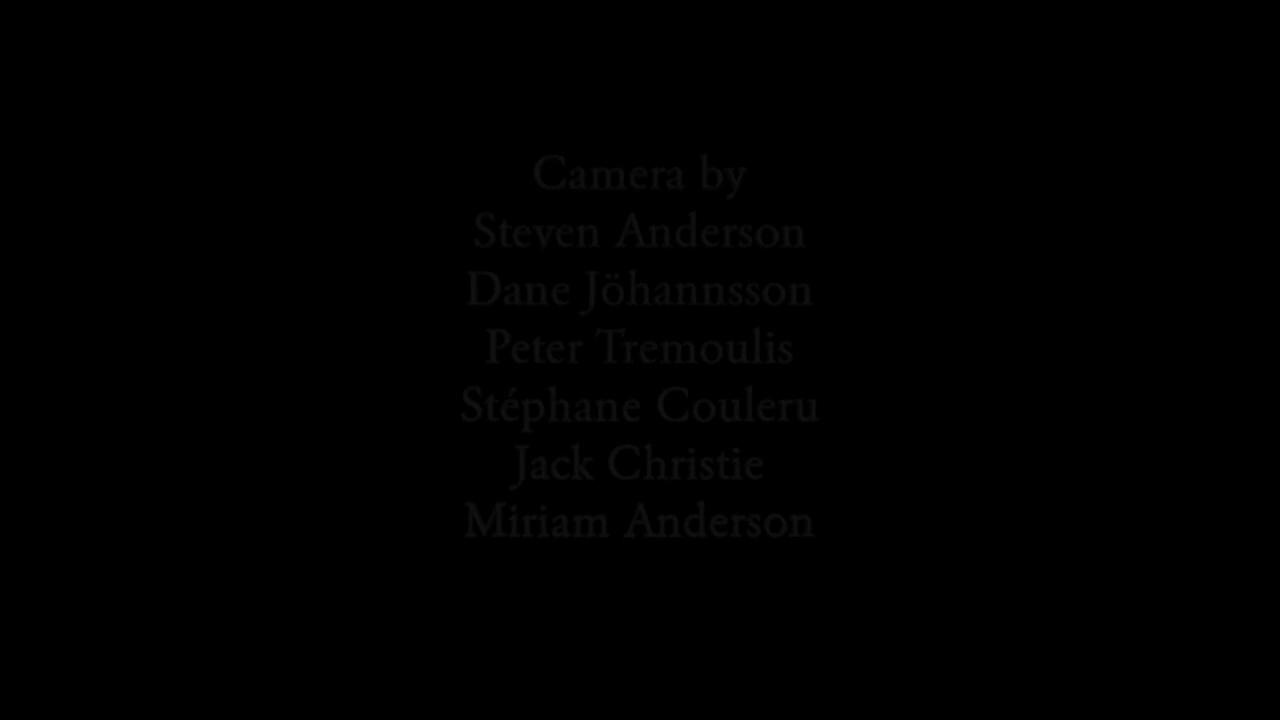 Camera by
Steven Anderson
Dane Jöhannsson
Peter Tremoulis
Stéphane Couleru
Jack Christie
Miriam Anderson